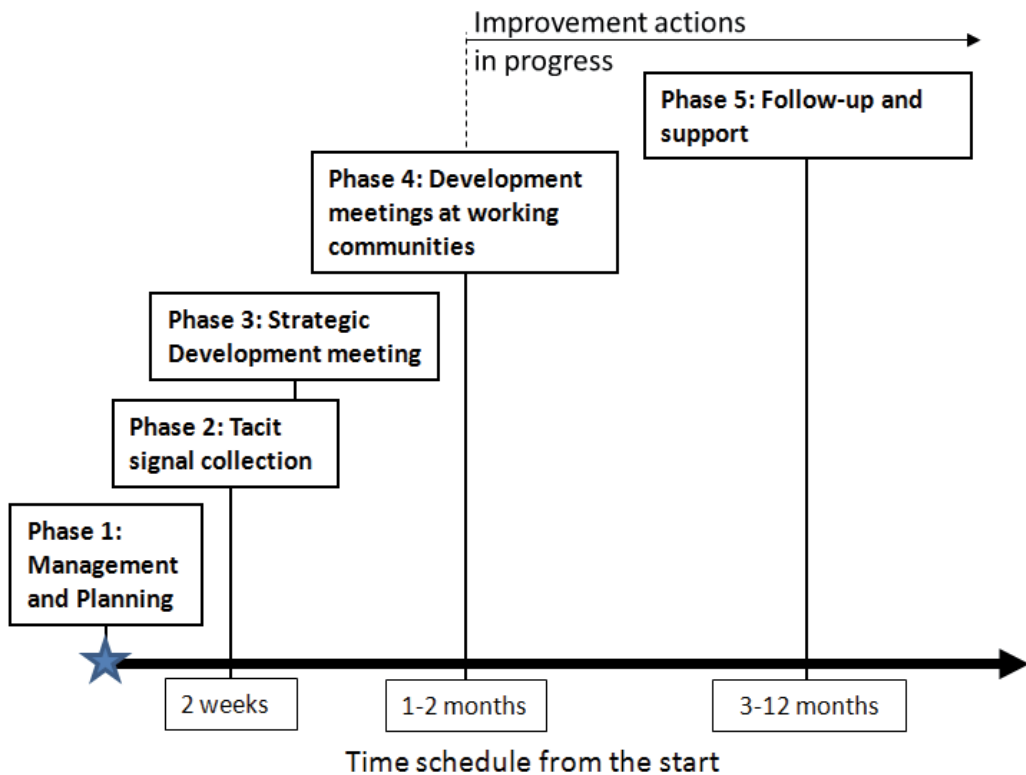 Improvement actions
in progress
Phase 5: Follow-up and
support
Phase 4: Development
meetings at working
communities
Phase 3: Strategic
Development meeting
Phase 2: Tacit
signal collection
Phase 1:
Management
and Planning
2 weeks
1-2 months
3-12 months
Time schedule from the start